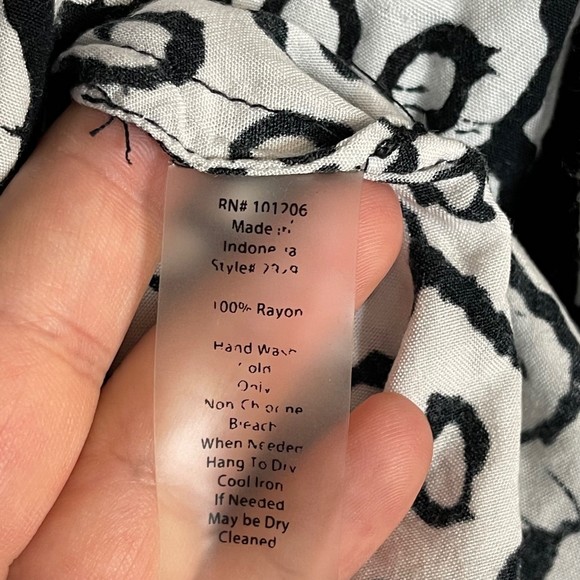 RN# 101206
Made in
Indonesia
Style#
100% Rayon
Hand Wash
Cold
Only
Non Chlorine
Bleach
When Needed
Hang To Dry
Cool Iron
If Needed
May be Dry
Cleaned